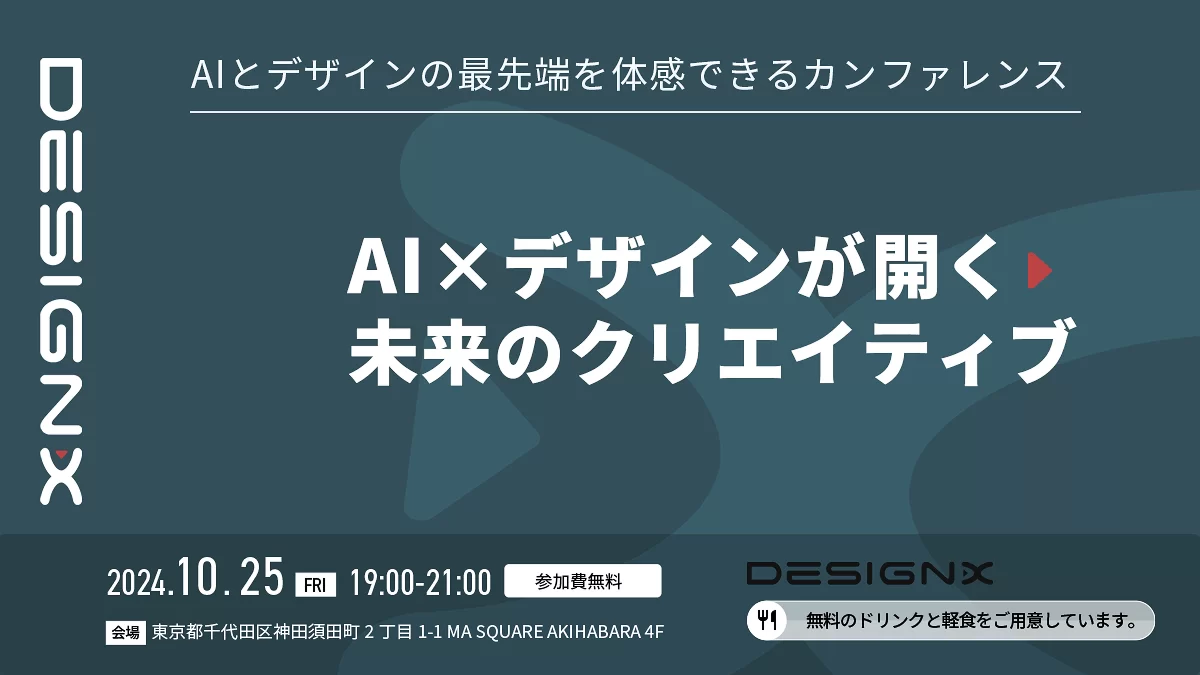 DESIGNX
AIとデザインの最先端を体感できるカンファレンス
AI×デザインが開く
未来のクリエイティブ
2024.10.25 FRI 19:00-21:00 参加費無料
会場 東京都千代田区神田須田町 2 丁目 1-1 MA SQUARE AKIHABARA 4F
DESIGNX
無料のドリンクと軽食をご用意しています。